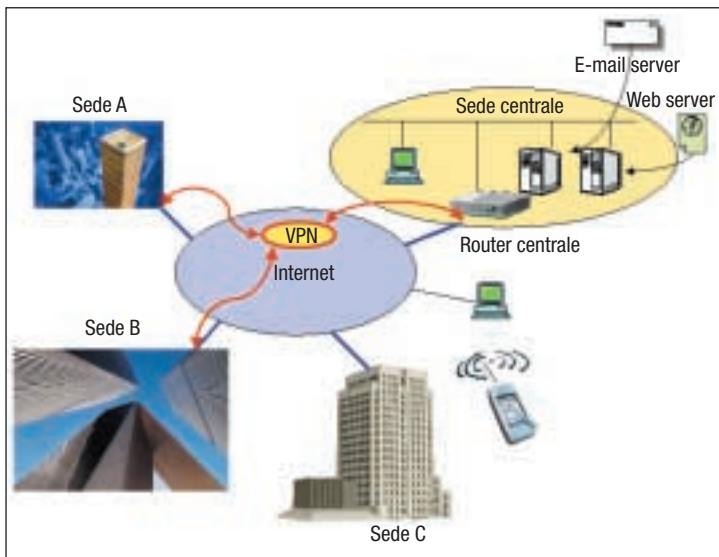 E-mail server
Sede A
Sede centrale
Web server
VPN
Router centrale
Internet
Sede B
Sede C